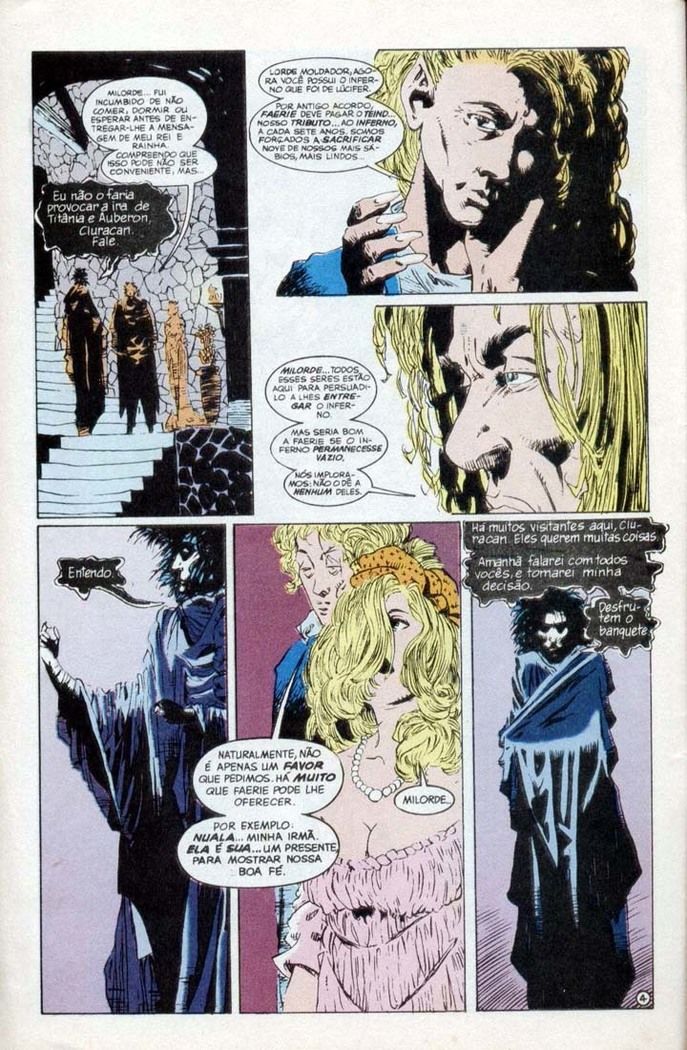 MILORDE... FUI
INCUMBIDO DE NÃO
COMER, DORMIR OU
ESPERAR ANTES DE EN-
TREGAR-LHE A MENSA-
GEM DE MEU REI E
RAINHA.
COMPREENDO QUE
ISSO PODE NÃO SER
CONVENIENTE, MAS...
Eu não o faria
provocar a ira de
Titânia e Auberon,
Cluracan.
Fale.
LORDE MOLDADOR, AGO-
RA VOCÊ POSSUI O INFER-
NO QUE FOI DE LÚCIFER.
POR ANTIGO ACORDO,
FAERIE DEVE PAGAR O TEIND...
NOSSO TRIBUTO... AO INFERNO,
A CADA SETE ANOS. SOMOS
FORÇADOS A SACRIFICAR
NOVE DE NOSSOS MAIS SÁ-
BIOS, MAIS LINDOS...
MILORDE... TODOS
ESSES SERES ESTÃO
AQUI PARA PERSUADI-
LO A LHES ENTRE-
GAR O INFER-
NO.
MAS SERIA BOM
A FAERIE SE O IN-
FERNO PERMANECESSE
VAZIO.
NÓS IMPLORA-
MOS: NÃO O DÊ A
NENHUM DELES.
Entendo.
NATURALMENTE, NÃO
É APENAS UM FAVOR
QUE PEDIMOS. HÁ MUITO
QUE FAERIE PODE LHE
OFERECER.
POR EXEMPLO:
NUALA... MINHA IRMÃ.
ELA É SUA... UM PRESENTE,
PARA MOSTRAR NOSSA
BOA FÉ.
MILORDE...
Há muitos visitantes aqui, Clu-
racan. Eles querem muitas coisas.
Amanhã falarei com todos
vocês, e tomarei minha
decisão.
Desfru-
tem o
banquete.
4